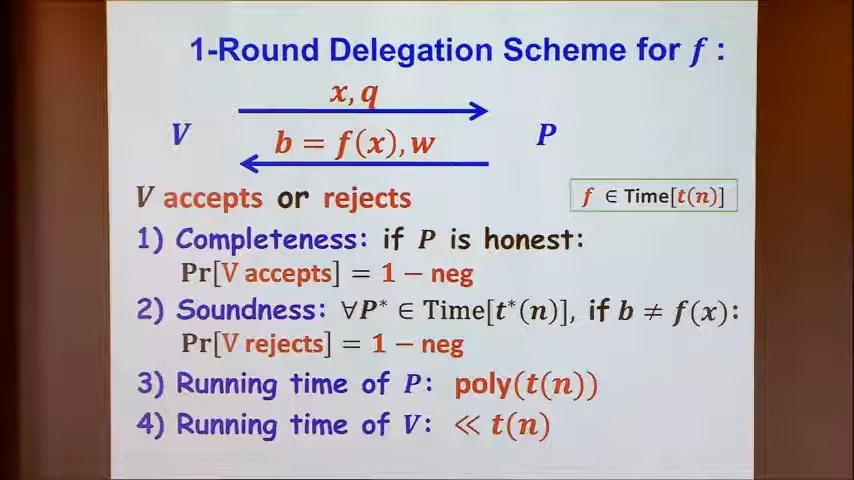 1-Round Delegation Scheme for f :
x, q
V
P
b = f(x), w
V accepts or rejects
f ∈ Time[t(n)]
1) Completeness: if P is honest:
Pr[V accepts] = 1 − neg
2) Soundness: ∀P* ∈ Time[t*(n)], if b ≠ f(x):
Pr[V rejects] = 1 − neg
3) Running time of P: poly(t(n))
4) Running time of V: ≪ t(n)